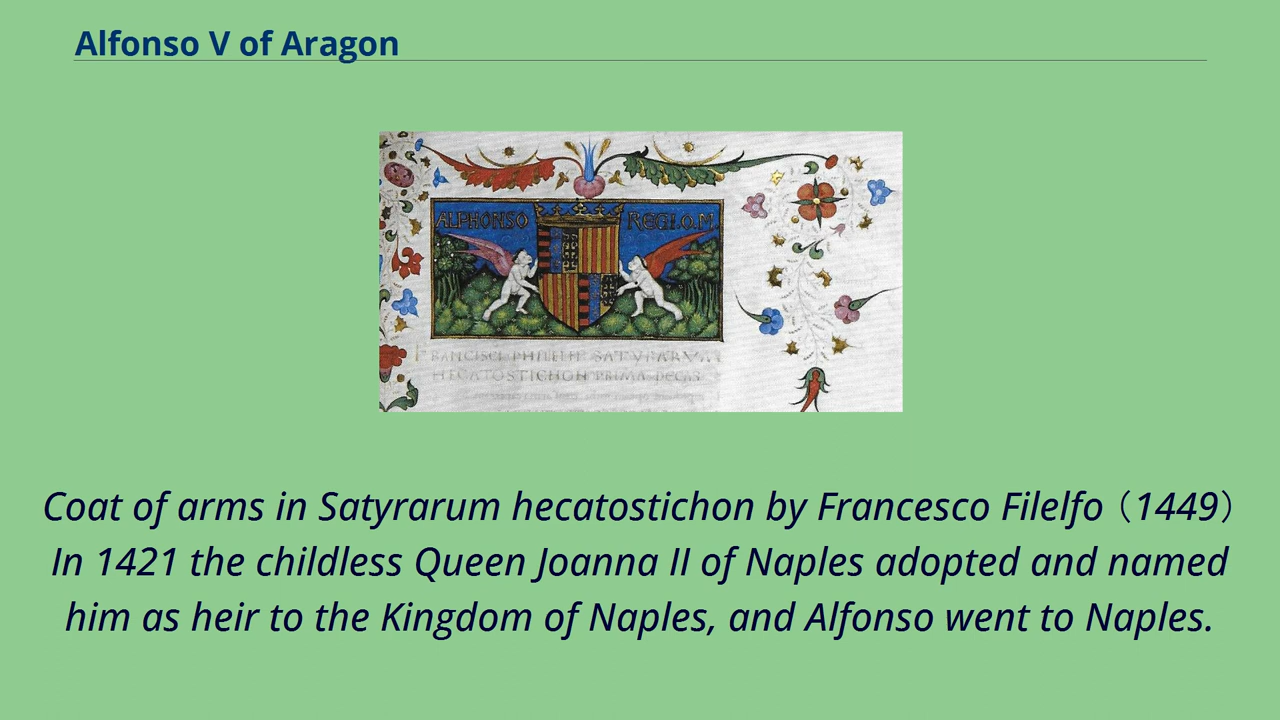 Alfonso V of Aragon
ALPHONSO REGI.O.M
FRANCISCI PHILELFI SATYRARVM
HECATOSTICHON PRIMA DECAS
Coat of arms in Satyrarum hecatostichon by Francesco Filelfo（1449）
In 1421 the childless Queen Joanna II of Naples adopted and named
him as heir to the Kingdom of Naples, and Alfonso went to Naples.